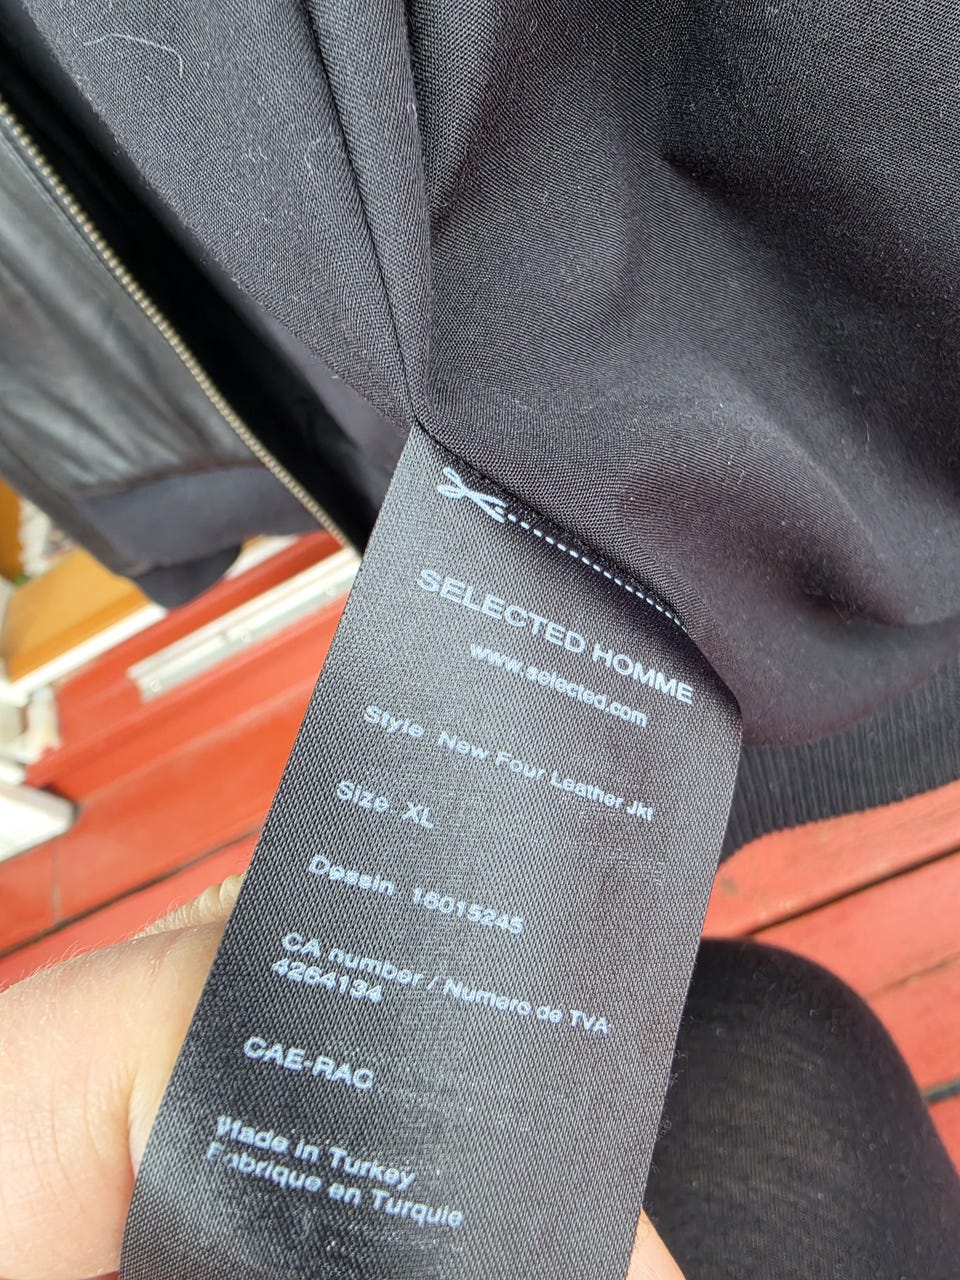 SELECTED HOMME
www.selected.com
Style New Four Leather Jkt
Size XL
Dessin 16015245
CA number / Numero de TVA
4264134
CAE-RAC
Made in Turkey
Fabrique en Turquie